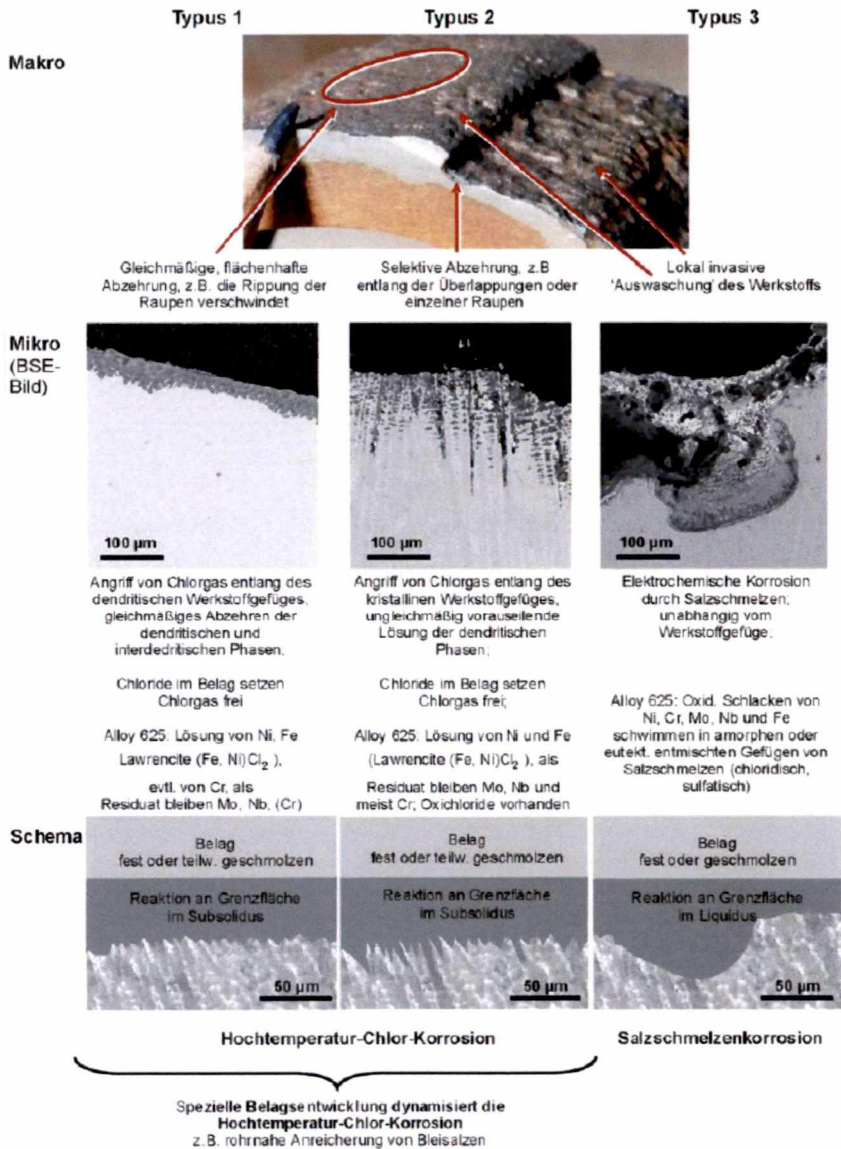 Typus 1 Typus 2 Typus 3
Makro
Gleichmäßige, flächenhafte
Abzehrung, z.B. die Rippung der
Raupen verschwindet
Selektive Abzehrung, z.B
entlang der Überlappungen oder
einzelner Raupen
Lokal invasive
'Auswaschung' des Werkstoffs
Mikro
(BSE-
Bild)
100 µm
100 µm
100 µm
Angriff von Chlorgas entlang des
dendritischen Werkstoffgefüges,
gleichmäßiges Abzehren der
dendritischen und
interdedritischen Phasen;
Chloride im Belag setzen
Chlorgas frei
Alloy 625: Lösung von Ni, Fe
Lawrencite (Fe, Ni)Cl₂ ),
evtl. von Cr, als
Residuat bleiben Mo, Nb, (Cr)
Angriff von Chlorgas entlang des
kristallinen Werkstoffgefüges,
ungleichmäßig vorauseilende
Lösung der dendritischen
Phasen;
Chloride im Belag setzen
Chlorgas frei;
Alloy 625: Lösung von Ni und Fe
(Lawrencite (Fe, Ni)Cl₂ ), als
Residuat bleiben Mo, Nb und
meist Cr; Oxichloride vorhanden
Elektrochemische Korrosion
durch Salzschmelzen;
unabhängig vom
Werkstoffgefüge;
Alloy 625: Oxid. Schlacken von
Ni, Cr, Mo, Nb und Fe
schwimmen in amorphen oder
eutekt. entmischten Gefügen von
Salzschmelzen (chloridisch,
sulfatisch)
Schema
Belag
fest oder teilw. geschmolzen
Reaktion an Grenzfläche
im Subsolidus
50 µm
Belag
fest oder teilw. geschmolzen
Reaktion an Grenzfläche
im Subsolidus
50 µm
Belag
fest oder geschmolzen
Reaktion an Grenzfläche
im Liquidus
50 µm
Hochtemperatur-Chlor-Korrosion
Salzschmelzenkorrosion
Spezielle Belagsentwicklung dynamisiert die
Hochtemperatur-Chlor-Korrosion
z.B. rohrnahe Anreicherung von Bleisalzen